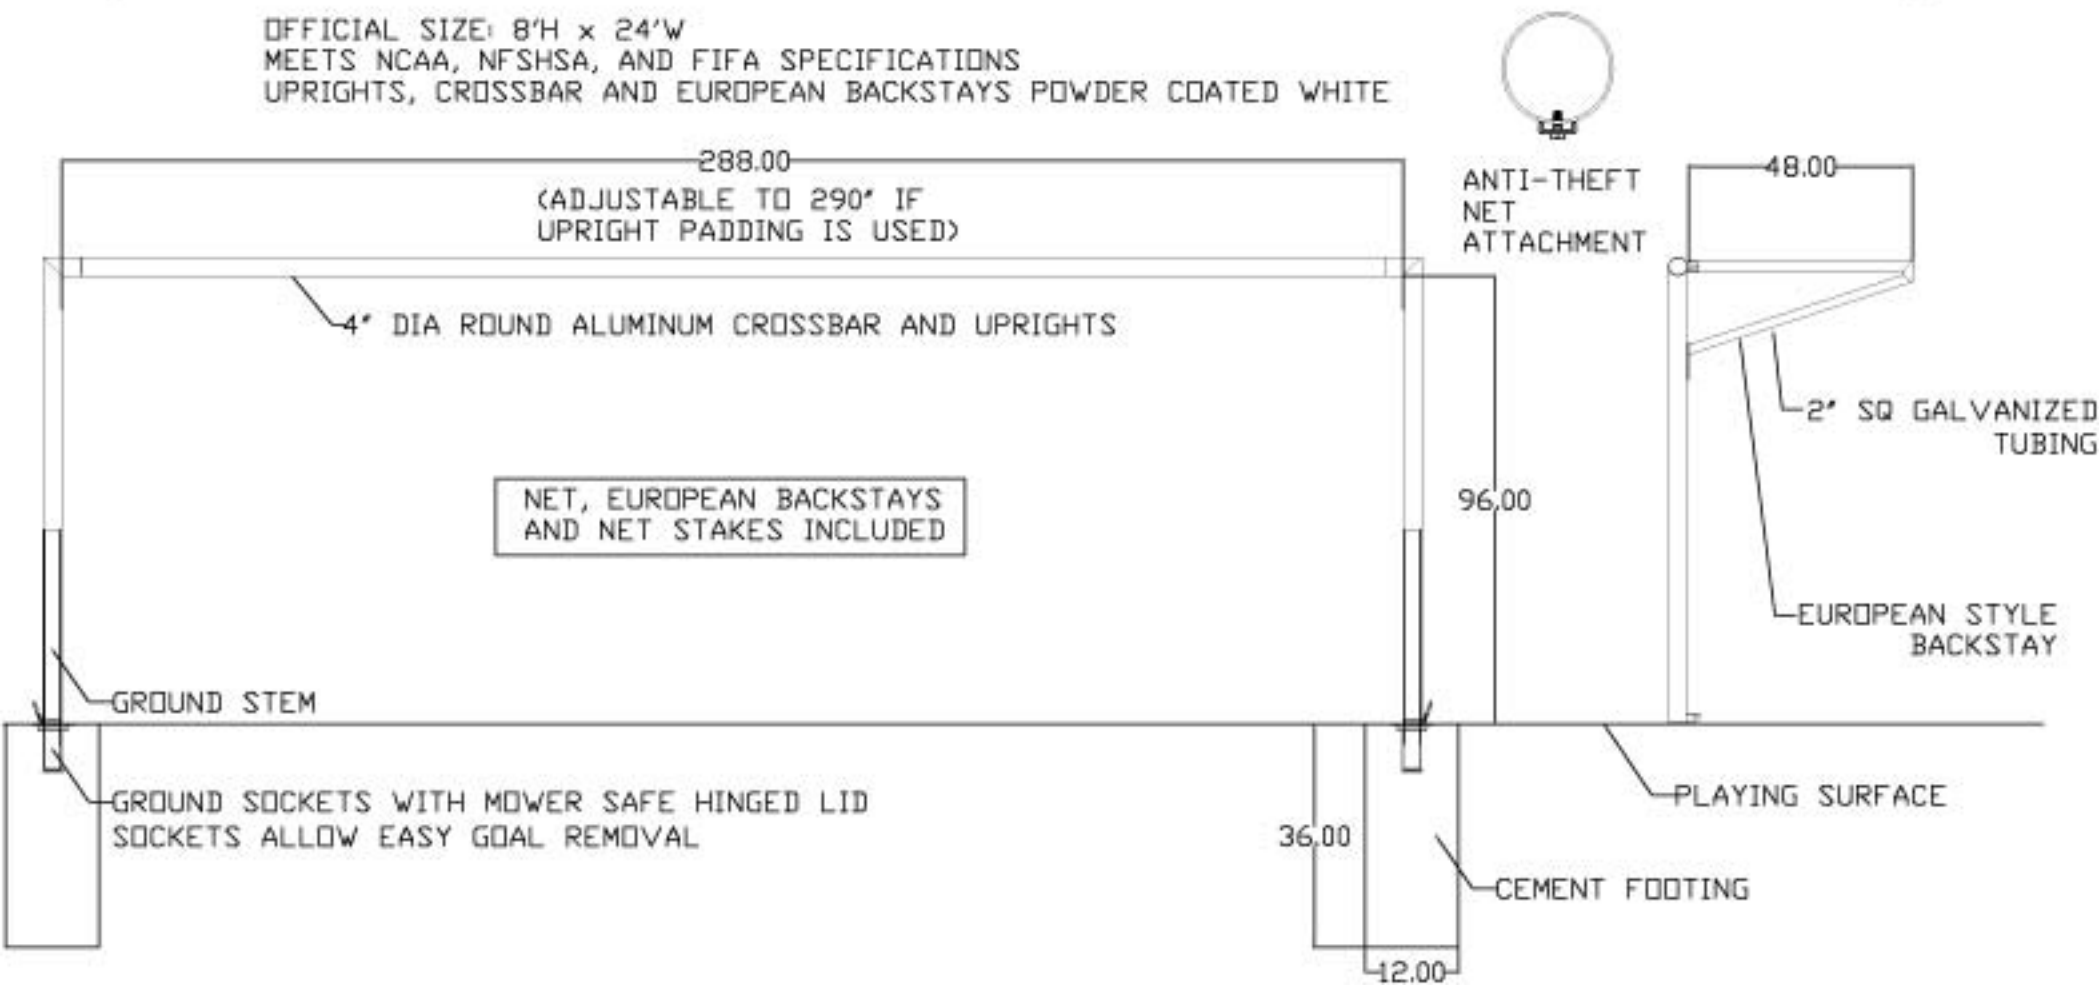 OFFICIAL SIZE: 8'H x 24'W
MEETS NCAA, NFSHSA, AND FIFA SPECIFICATIONS
UPRIGHTS, CROSSBAR AND EUROPEAN BACKSTAYS POWDER COATED WHITE
288.00
(ADJUSTABLE TO 290" IF
UPRIGHT PADDING IS USED)
ANTI-THEFT
NET
ATTACHMENT
48.00
4" DIA ROUND ALUMINUM CROSSBAR AND UPRIGHTS
2" SQ GALVANIZED
TUBING
NET, EUROPEAN BACKSTAYS
AND NET STAKES INCLUDED
96.00
EUROPEAN STYLE
BACKSTAY
GROUND STEM
GROUND SOCKETS WITH MOWER SAFE HINGED LID
SOCKETS ALLOW EASY GOAL REMOVAL
PLAYING SURFACE
36.00
CEMENT FOOTING
12.00